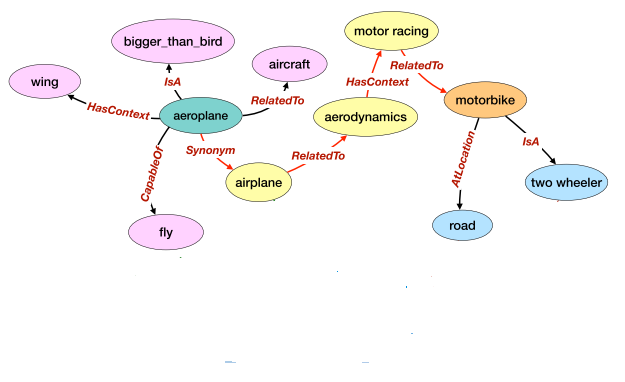 motor racing
bigger_than_bird
aircraft
RelatedTo
wing
IsA
HasContext
motorbike
HasContext
RelatedTo
aeroplane
aerodynamics
IsA
Synonym
RelatedTo
AtLocation
CapableOf
airplane
two wheeler
fly
road